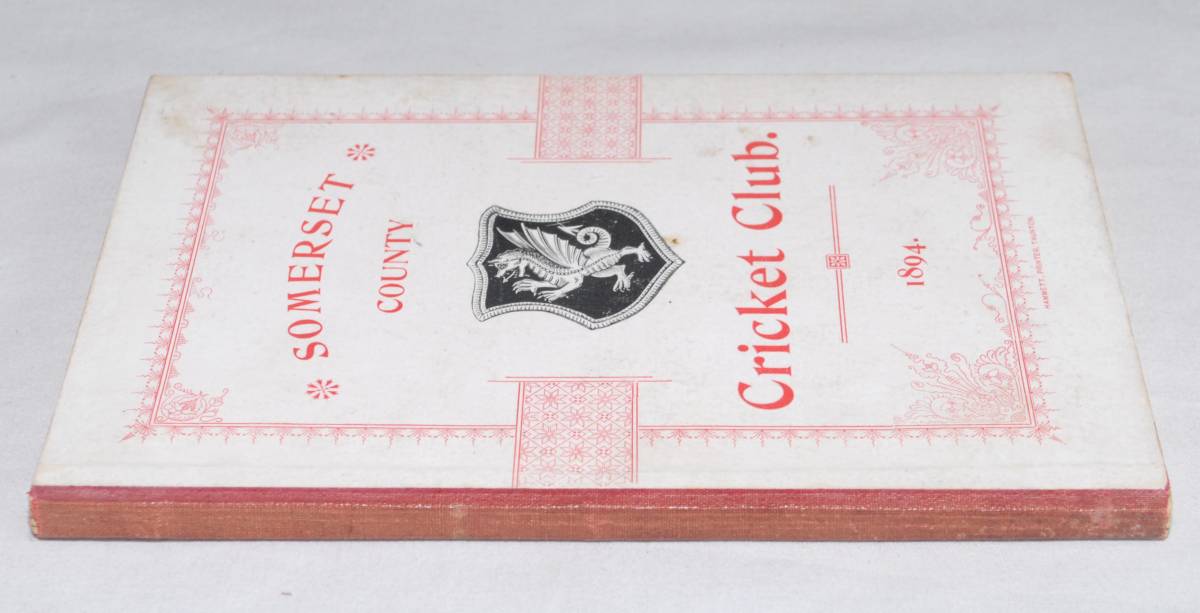 SOMERSET
COUNTY
Cricket Club.
1894.
HAMMETT, PRINTER, TAUNTON.